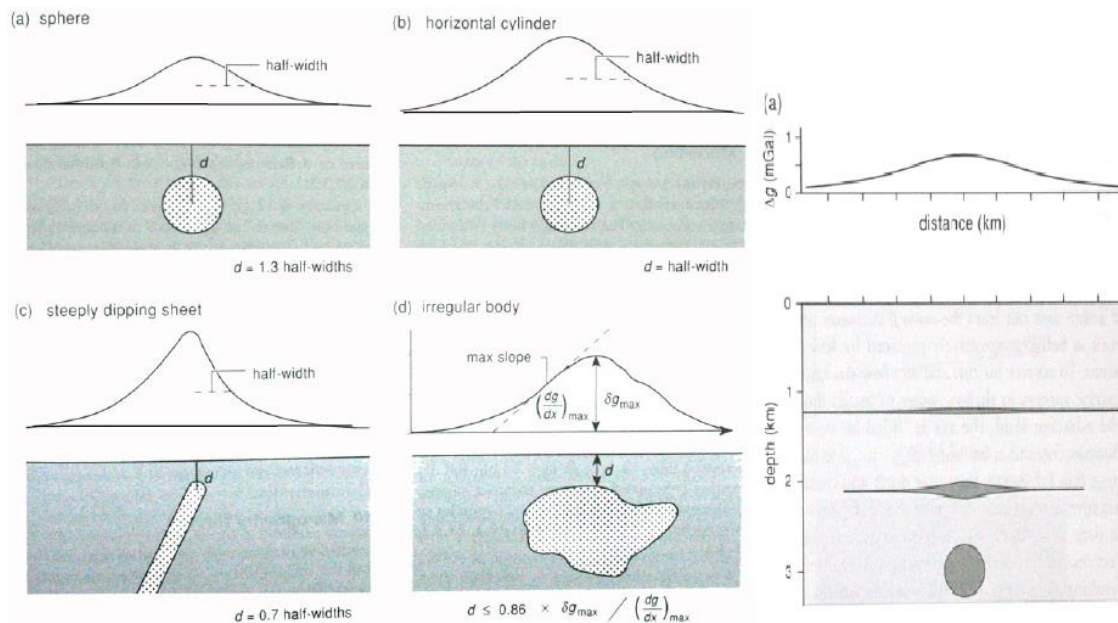 (a) sphere
half-width
d
d = 1.3 half-widths
(b) horizontal cylinder
half-width
d
d = half-width
(c) steeply dipping sheet
half-width
d
d = 0.7 half-widths
(d) irregular body
max slope
(dg/dx)max
δgmax
d
d ≤ 0.86 × δgmax / (dg/dx)max
(a)
Δg (mGal)
1
0
distance (km)
depth (km)
0
1
2
3